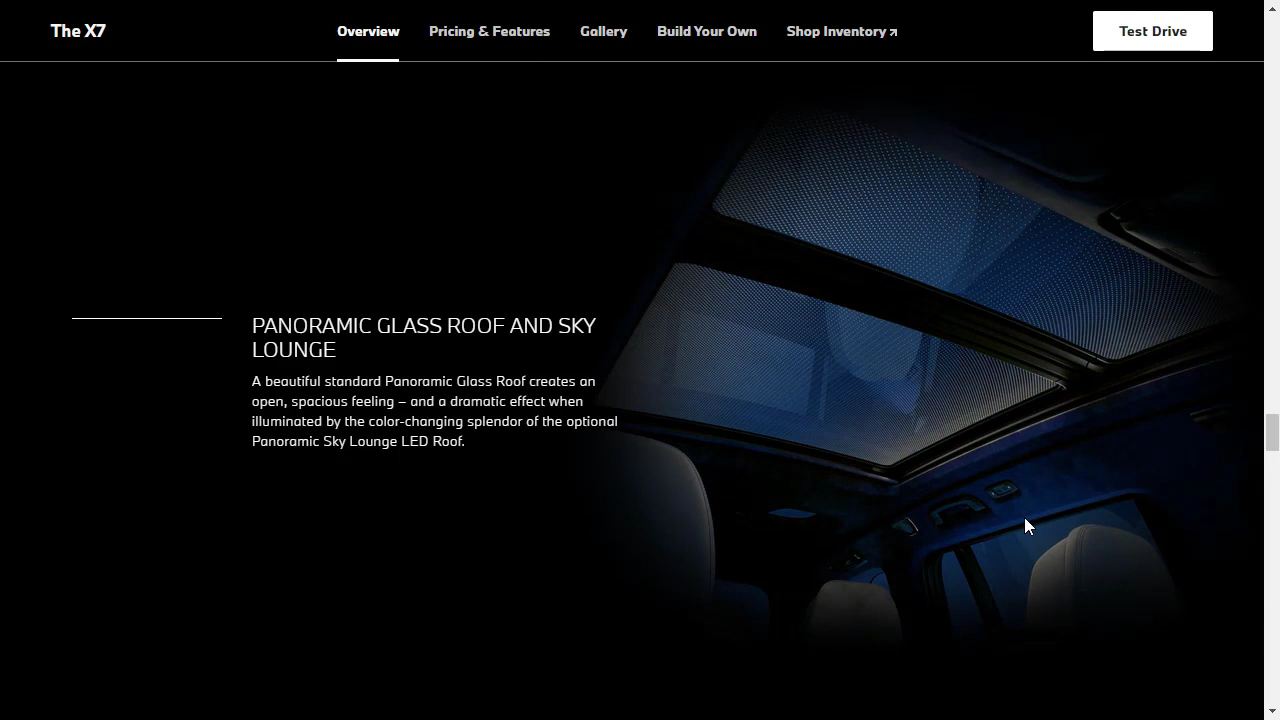 The X7
Overview
Pricing & Features
Gallery
Build Your Own
Shop Inventory
Test Drive
PANORAMIC GLASS ROOF AND SKY
LOUNGE
A beautiful standard Panoramic Glass Roof creates an
open, spacious feeling – and a dramatic effect when
illuminated by the color-changing splendor of the optional
Panoramic Sky Lounge LED Roof.